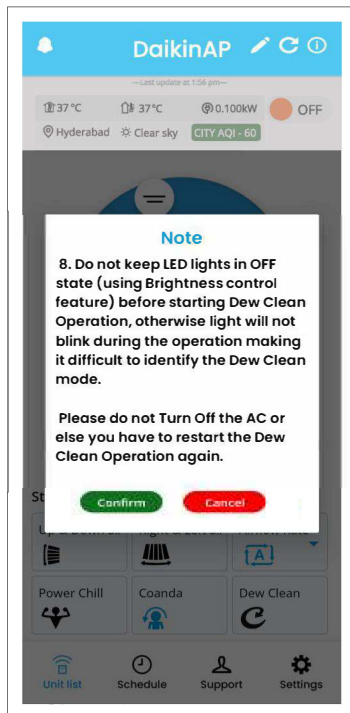 DaikinAP
—Last update at 1:56 pm—
37 °C 37°C 0.100kW OFF
Hyderabad Clear sky CITY AQI - 60
Note
8. Do not keep LED lights in OFF
state (using Brightness control
feature) before starting Dew Clean
Operation, otherwise light will not
blink during the operation making
it difficult to identify the Dew Clean
mode.
Please do not Turn Off the AC or
else you have to restart the Dew
Clean Operation again.
St
Confirm Cancel
A
Power Chill Coanda Dew Clean
Unit list Schedule Support Settings